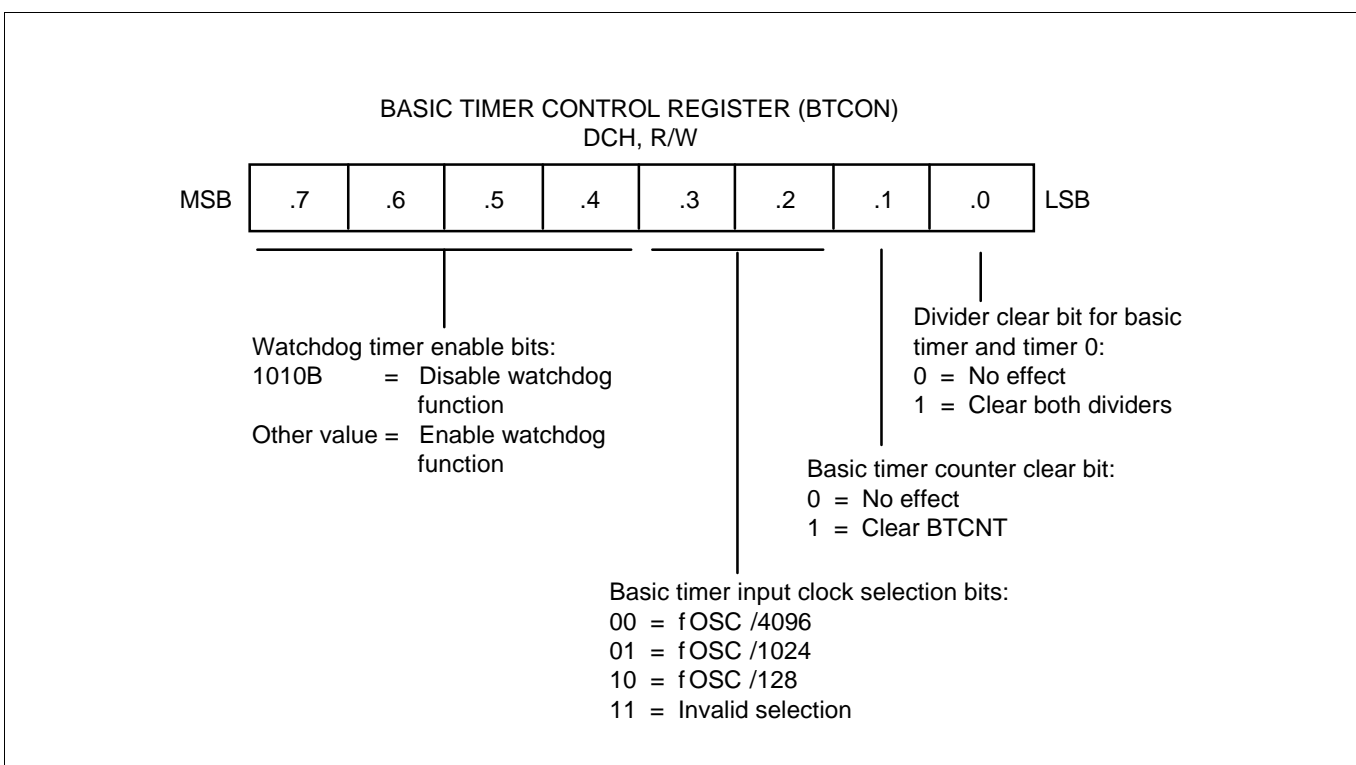 BASIC TIMER CONTROL REGISTER (BTCON)
DCH, R/W
MSB .7 .6 .5 .4 .3 .2 .1 .0 LSB
Watchdog timer enable bits:
1010B = Disable watchdog
function
Other value = Enable watchdog
function
Divider clear bit for basic
timer and timer 0:
0 = No effect
1 = Clear both dividers
Basic timer counter clear bit:
0 = No effect
1 = Clear BTCNT
Basic timer input clock selection bits:
00 = fOSC /4096
01 = fOSC /1024
10 = fOSC /128
11 = Invalid selection